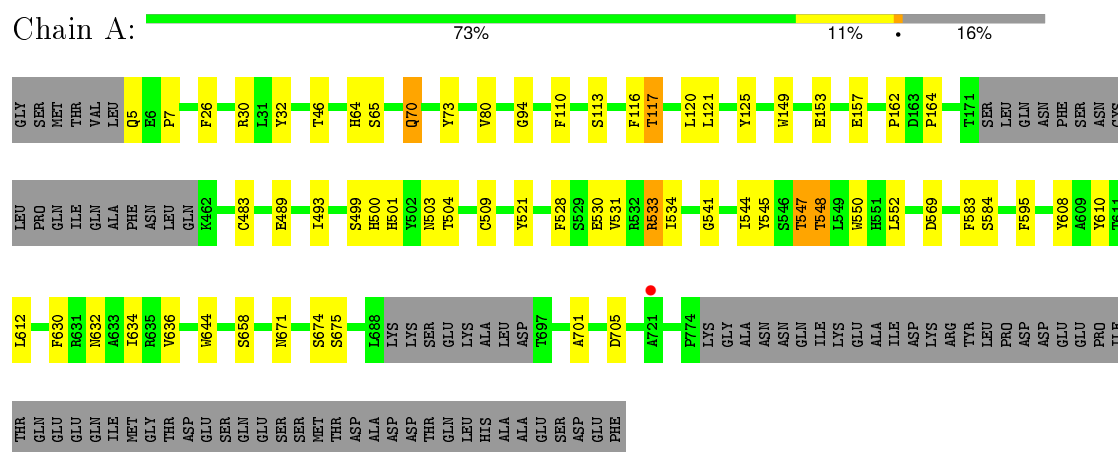 Chain A:
73% 11% • 16%
GLY SER MET THR VAL LEU Q5 E6 P7 F26 R30 L31 Y32 T46 H64 S65 Q70 Y73 V80 G94 F110 S113 F116 T117 L120 L121 Y125 W149 E153 E157 P162 D163 P164 T171 SER LEU GLN ASN PHE SER ASN CYS
LEU PRO GLN ILE GLN ALA PHE ASN LEU GLN K462 C483 E489 I493 S499 H500 H501 Y502 N503 T504 C509 Y521 F528 S529 E530 V531 R532 R533 I534 G541 I544 Y545 S546 T547 T548 L549 W550 H551 L552 D569 F583 S584 F595 Y608 A609 Y610 T611
L612 F630 R631 N632 A633 I634 R635 V636 W644 S658 N671 S674 S675 L688 LYS LYS SER GLU LYS ALA LEU ASP T697 A701 D705 A721 P774 LYS GLY ALA ASN ASN GLN ILE LYS GLU ALA ILE ASP LYS ARG TYR LEU PRO ASP ASP GLU GLU PRO ILE
THR GLN GLU GLU GLN ILE MET GLY THR ASP GLU SER GLN GLU SER SER MET THR ASP ALA ASP ASP THR GLN LEU HIS ALA ALA GLU SER ASP GLU PHE